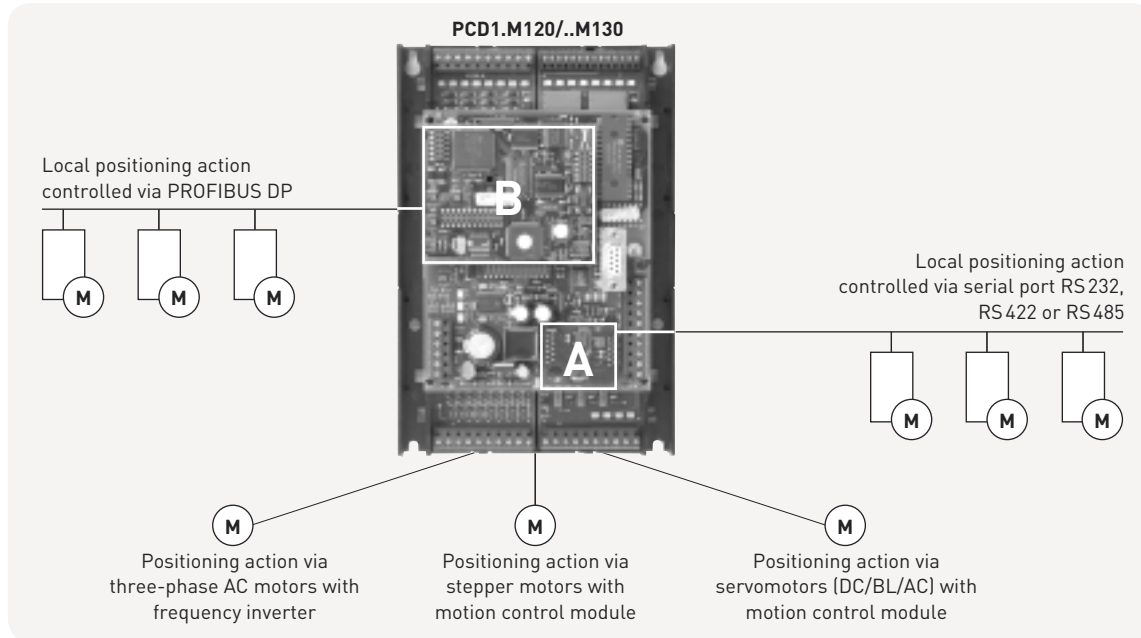 PCD1.M120/..M130
Local positioning action
controlled via PROFIBUS DP
B
M
M
M
Local positioning action
controlled via serial port RS 232,
RS 422 or RS 485
A
M
M
M
M
M
M
Positioning action via
three-phase AC motors with
frequency inverter
Positioning action via
stepper motors with
motion control module
Positioning action via
servomotors (DC/BL/AC) with
motion control module